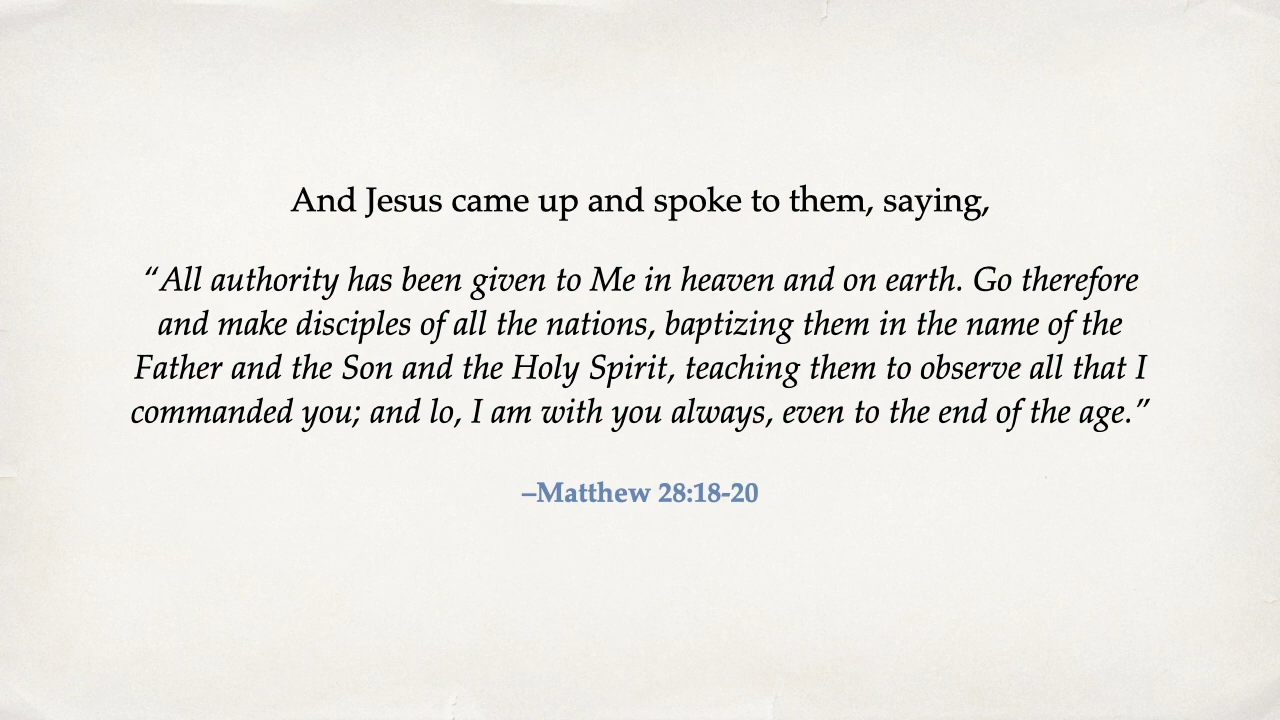 And Jesus came up and spoke to them, saying,
“All authority has been given to Me in heaven and on earth. Go therefore
and make disciples of all the nations, baptizing them in the name of the
Father and the Son and the Holy Spirit, teaching them to observe all that I
commanded you; and lo, I am with you always, even to the end of the age.”
–Matthew 28:18-20